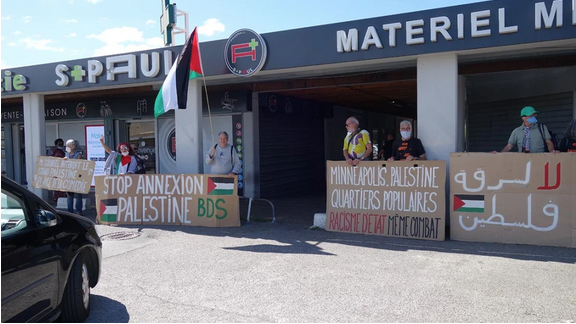 ST PAUL
MATERIEL
STOP ANNEXION
PALESTINE BDS
MINNEAPOLIS, PALESTINE
QUARTIERS POPULAIRES
RACISME D'ETAT MÊME COMBAT
لا لسرقة
فلسطين